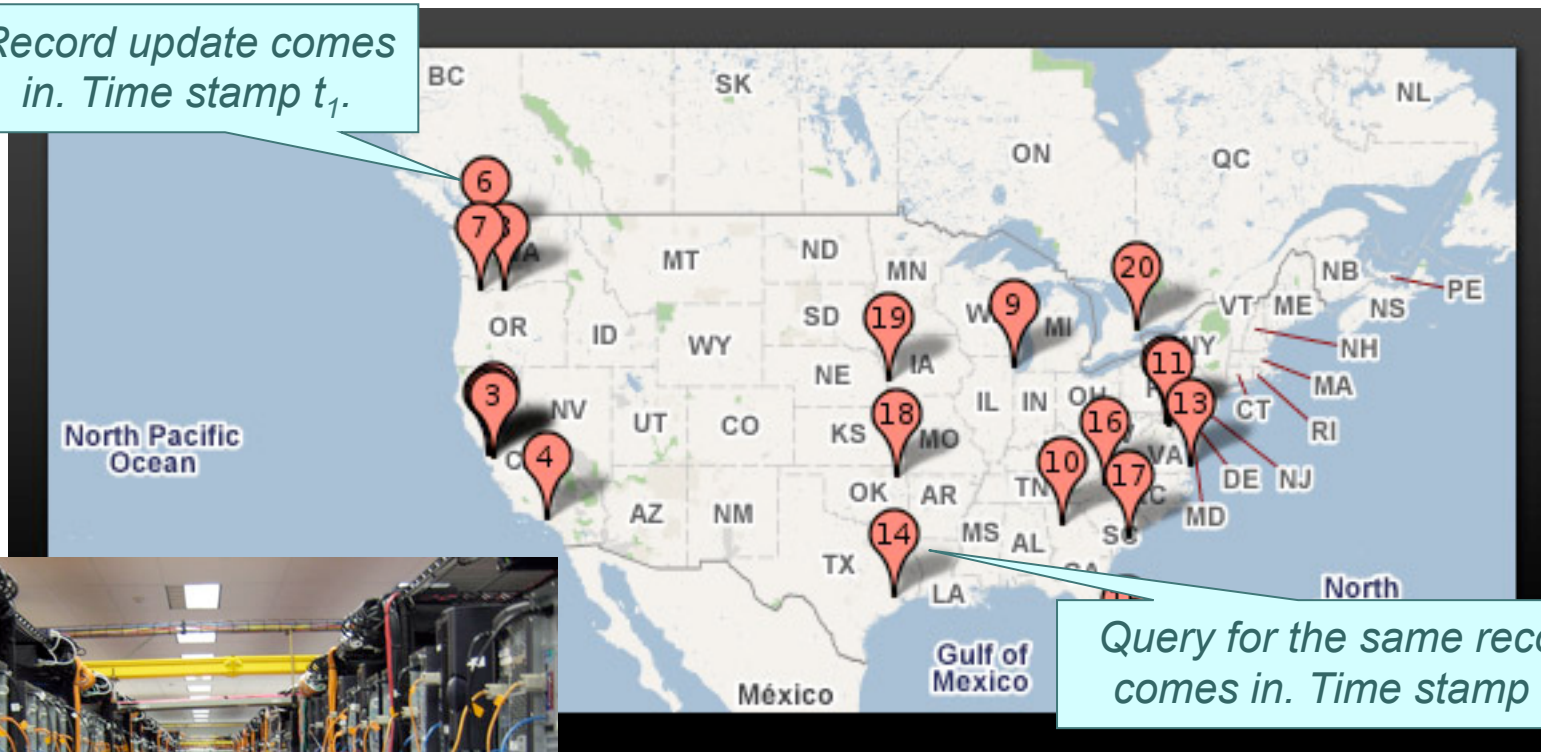 Record update comes
in. Time stamp t₁.
BC
SK
NL
ON
QC
6
7
MT
ND
MN
20
NB
PE
VT
ME
NS
OR
ID
SD
19
9
MI
NY
NH
WY
NE
IA
11
MA
3
NV
UT
CO
KS
18
MO
IL
IN
OH
13
CT
RI
North Pacific
Ocean
4
16
VA
10
TN
17
DE
NJ
AZ
NM
OK
AR
MD
14
MS
AL
SC
TX
LA
North
Gulf of
Mexico
México
Query for the same
comes in. Time stamp